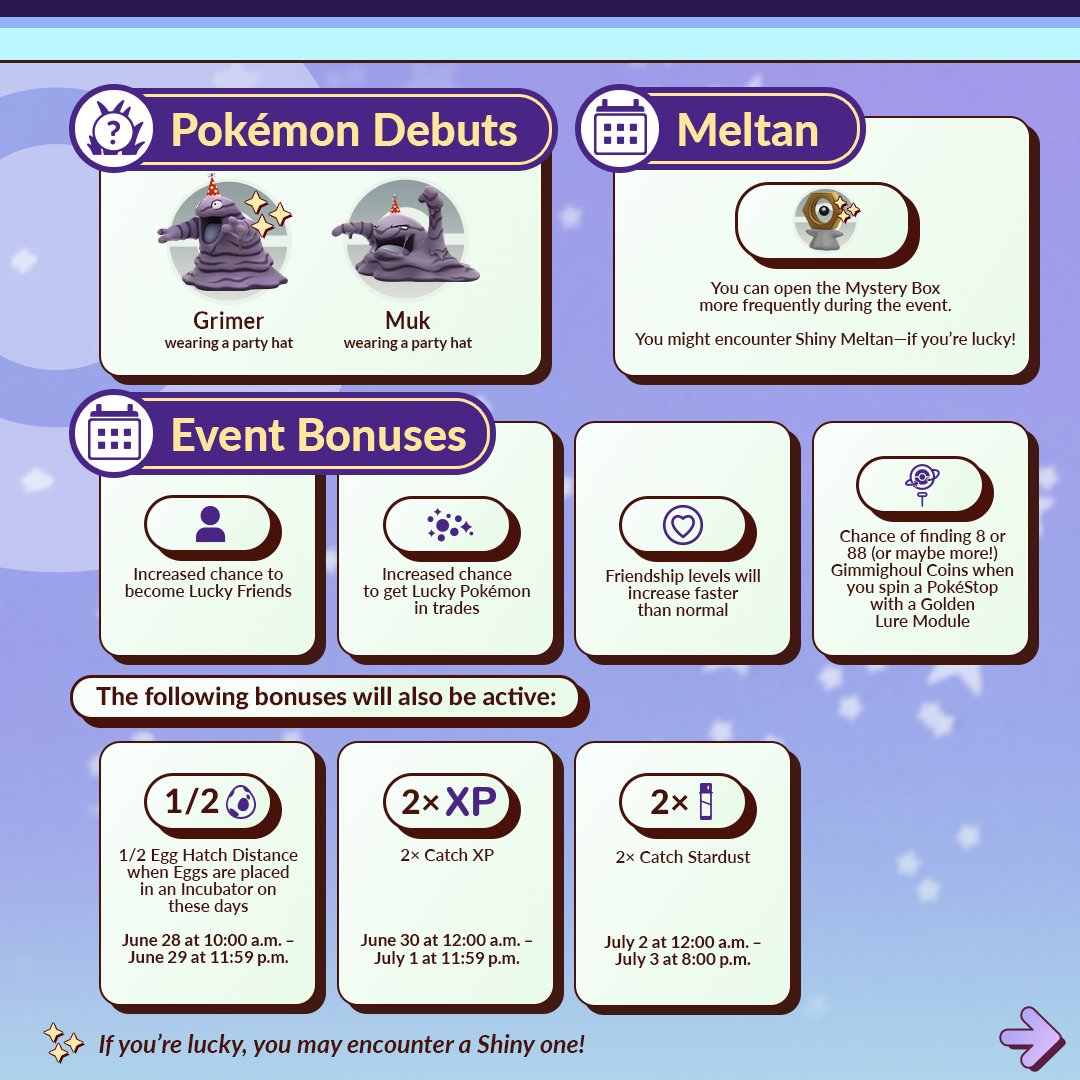 Pokémon Debuts
?
Grimer
wearing a party hat
Muk
wearing a party hat
Meltan
You can open the Mystery Box
more frequently during the event.
You might encounter Shiny Meltan—if you're lucky!
Event Bonuses
Increased chance to
become Lucky Friends
Increased chance
to get Lucky Pokémon
in trades
Friendship levels will
increase faster
than normal
Chance of finding 8 or
88 (or maybe more!)
Gimmighoul Coins when
you spin a PokéStop
with a Golden
Lure Module
The following bonuses will also be active:
1/2
1/2 Egg Hatch Distance
when Eggs are placed
in an Incubator on
these days
June 28 at 10:00 a.m. –
June 29 at 11:59 p.m.
2× XP
2× Catch XP
June 30 at 12:00 a.m. –
July 1 at 11:59 p.m.
2×
2× Catch Stardust
July 2 at 12:00 a.m. –
July 3 at 8:00 p.m.
If you're lucky, you may encounter a Shiny one!